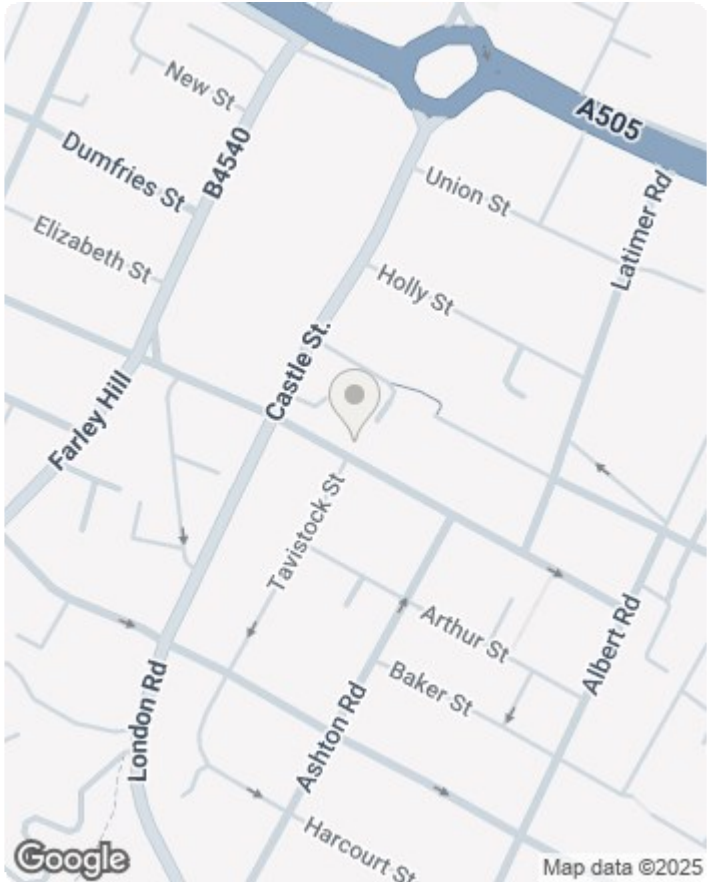 New St
A505
Dumfries St
B4540
Union St
Latimer Rd
Elizabeth St
Holly St
Castle St.
Farley Hill
Tavistock St
Arthur St
Albert Rd
Baker St
London Rd
Ashton Rd
Harcourt St
Google
Map data ©2025